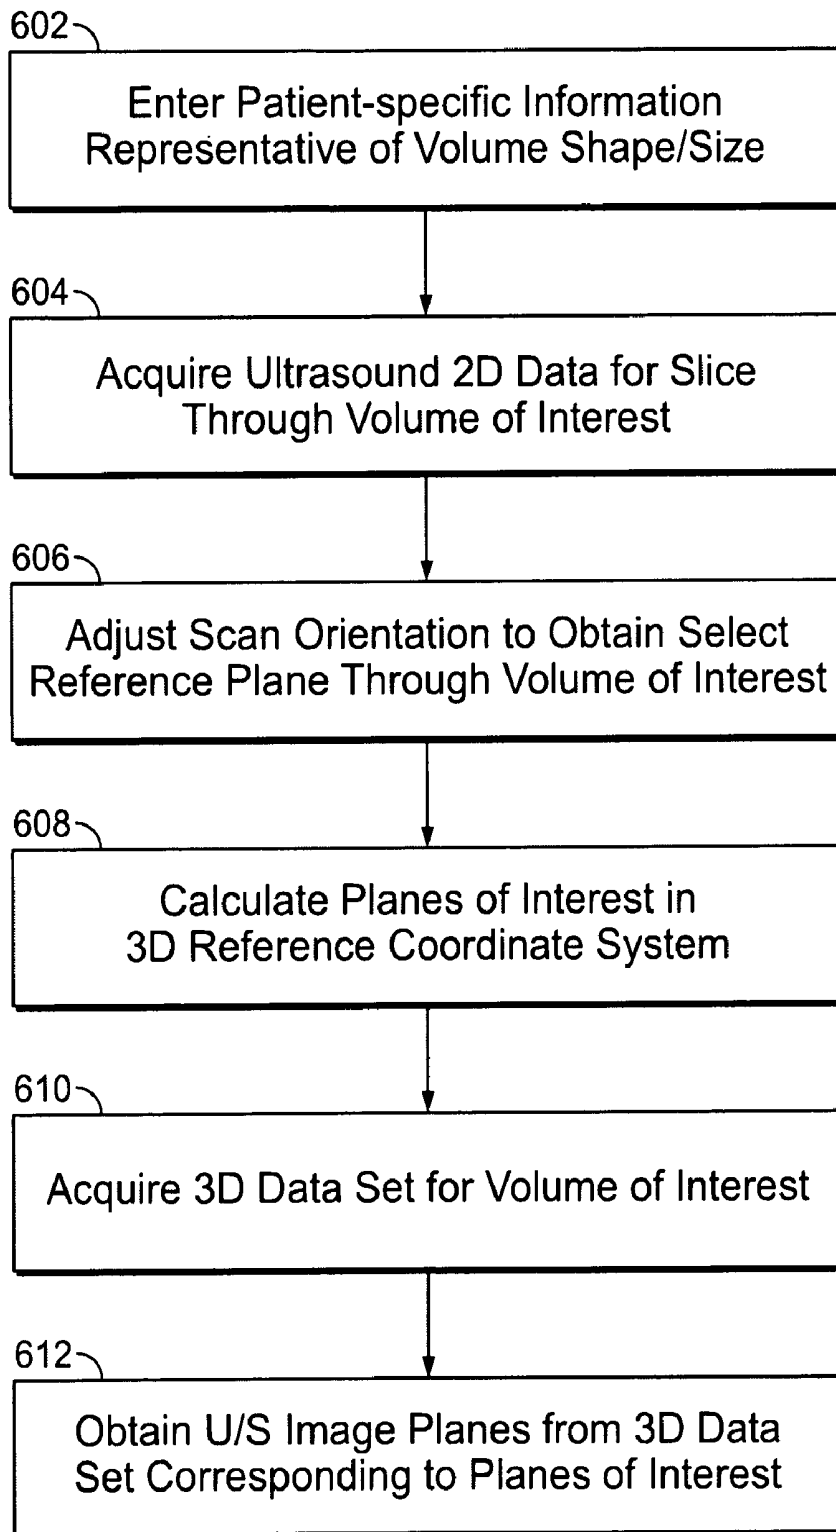 602
Enter Patient-specific Information
Representative of Volume Shape/Size
604
Acquire Ultrasound 2D Data for Slice
Through Volume of Interest
606
Adjust Scan Orientation to Obtain Select
Reference Plane Through Volume of Interest
608
Calculate Planes of Interest in
3D Reference Coordinate System
610
Acquire 3D Data Set for Volume of Interest
612
Obtain U/S Image Planes from 3D Data
Set Corresponding to Planes of Interest